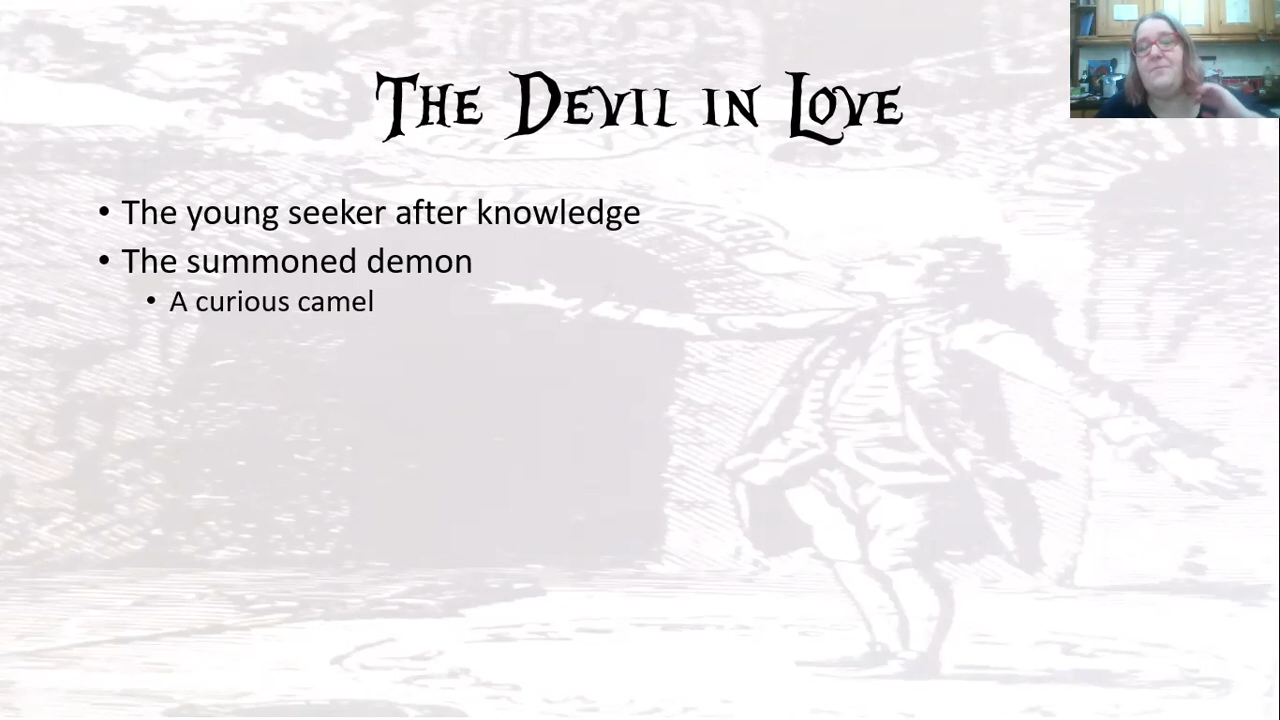 The Devil in Love
• The young seeker after knowledge
• The summoned demon
• A curious camel